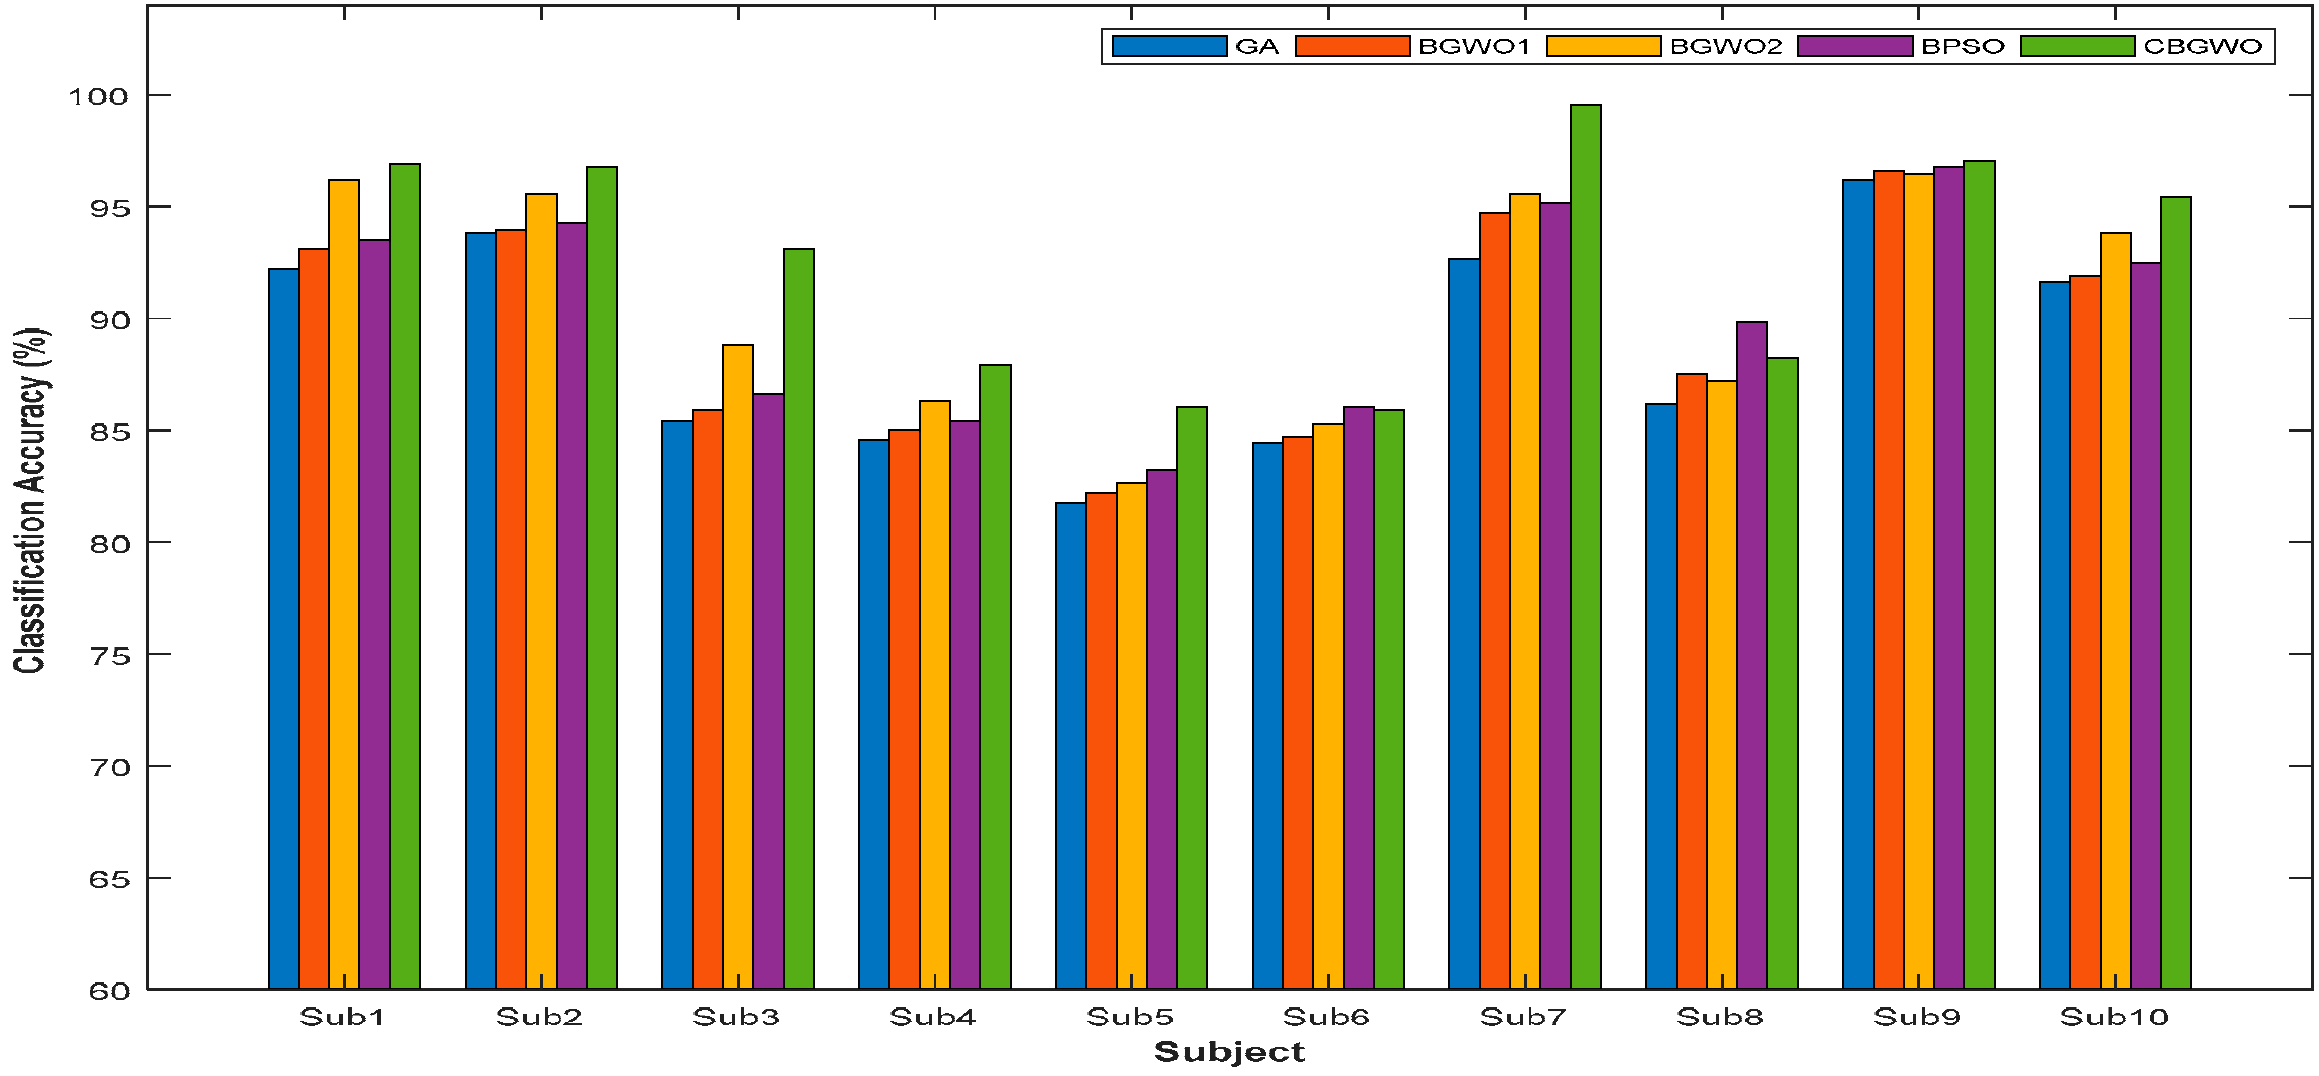 GA BGWO1 BGWO2 BPSO CBGWO
100
95
90
85
80
75
70
65
60
Classification Accuracy (%)
Sub1 Sub2 Sub3 Sub4 Sub5 Sub6 Sub7 Sub8 Sub9 Sub10
Subject